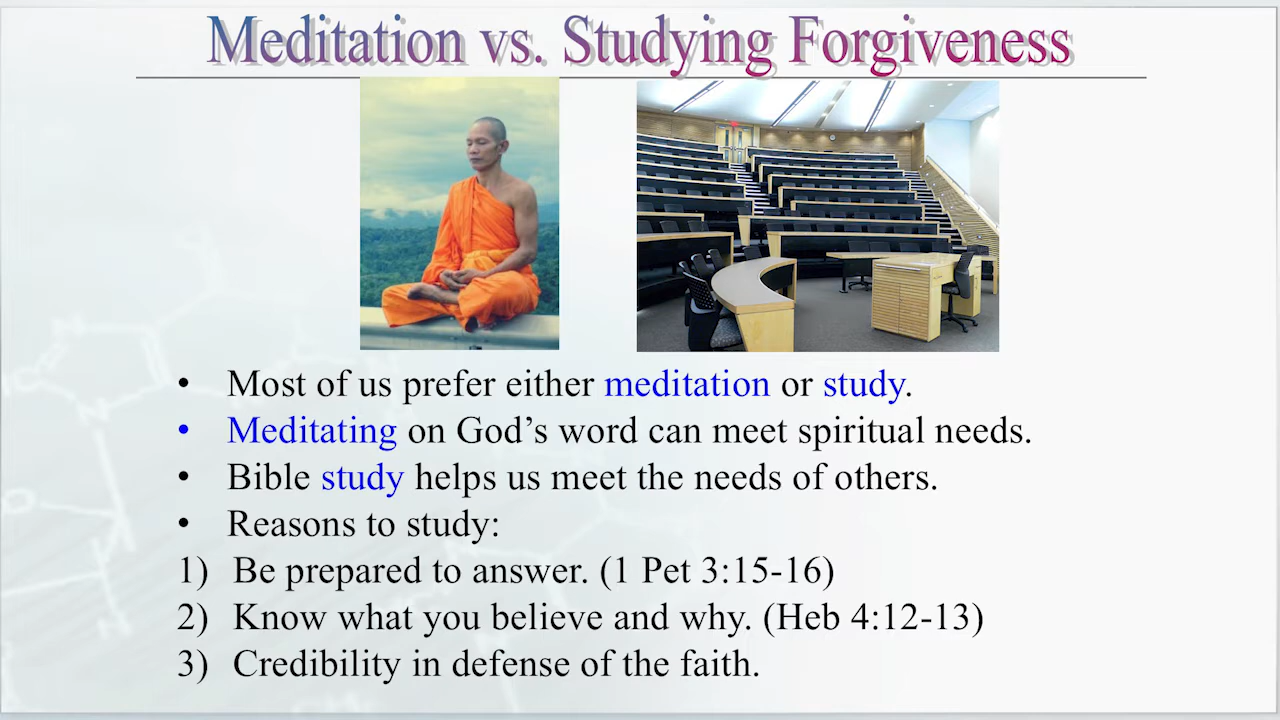 Meditation vs. Studying Forgiveness
• Most of us prefer either meditation or study.
• Meditating on God’s word can meet spiritual needs.
• Bible study helps us meet the needs of others.
• Reasons to study:
1) Be prepared to answer. (1 Pet 3:15-16)
2) Know what you believe and why. (Heb 4:12-13)
3) Credibility in defense of the faith.